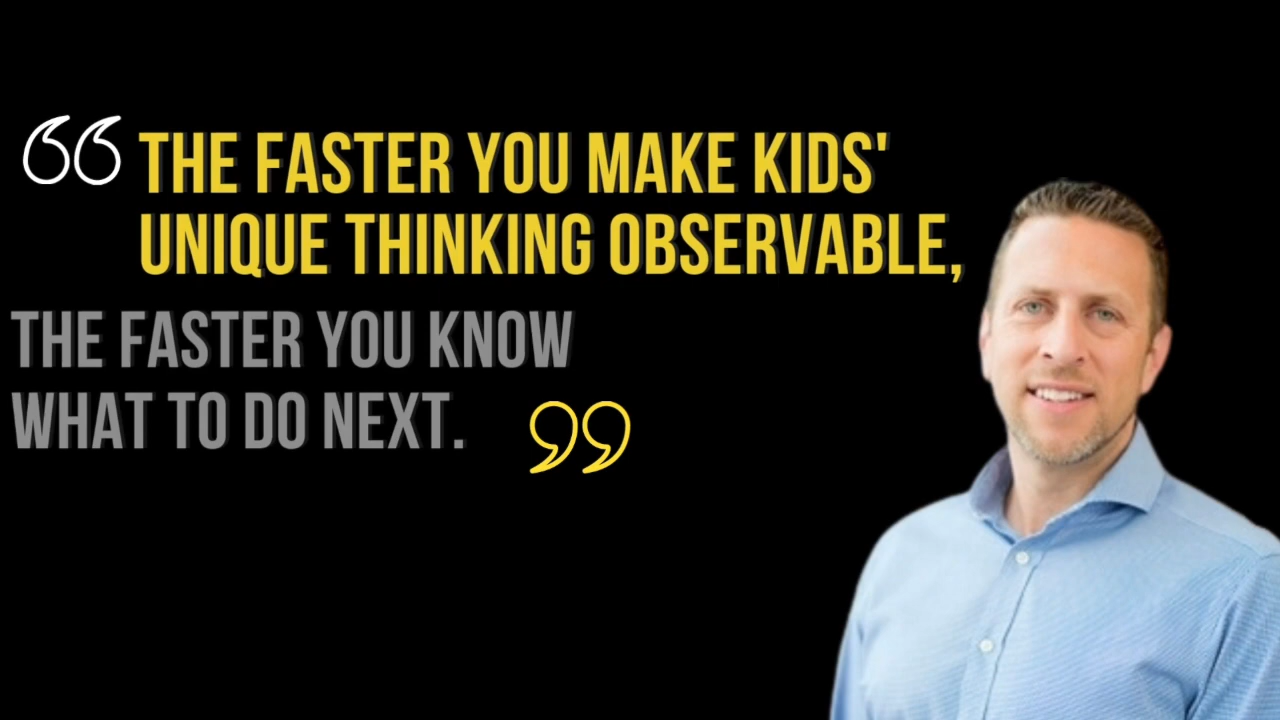 “THE FASTER YOU MAKE KIDS'
UNIQUE THINKING OBSERVABLE,
THE FASTER YOU KNOW
WHAT TO DO NEXT.”